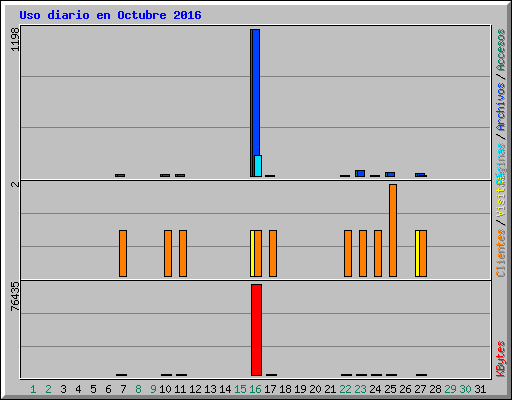 Uso diario en Octubre 2016
1198
2
76435
Clientes / Visitas
Páginas / Archivos / Accesos
KBytes
1 2 3 4 5 6 7 8 9 10 11 12 13 14 15 16 17 18 19 20 21 22 23 24 25 26 27 28 29 30 31